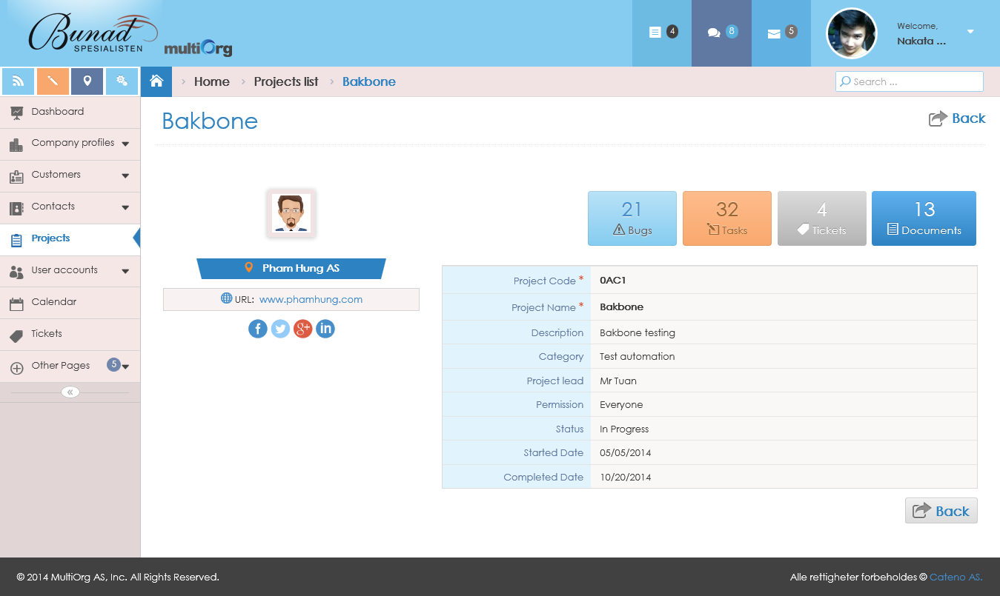 Bunad
SPESIALISTEN
multiOrg
4
8
5
Welcome,
Nakata ...
Home
Projects list
Bakbone
Search ...
Dashboard
Company profiles
Customers
Contacts
Projects
User accounts
Calendar
Tickets
Other Pages 5
«
Bakbone
Back
Pham Hung AS
URL: www.phamhung.com
f g+ in
21
Bugs
32
Tasks
4
Tickets
13
Documents
Project Code * 0AC1
Project Name * Bakbone
Description Bakbone testing
Category Test automation
Project lead Mr Tuan
Permission Everyone
Status In Progress
Started Date 05/05/2014
Completed Date 10/20/2014
Back
© 2014 MultiOrg AS, Inc. All Rights Reserved.
Alle rettigheter forbeholdes © Cateno AS.